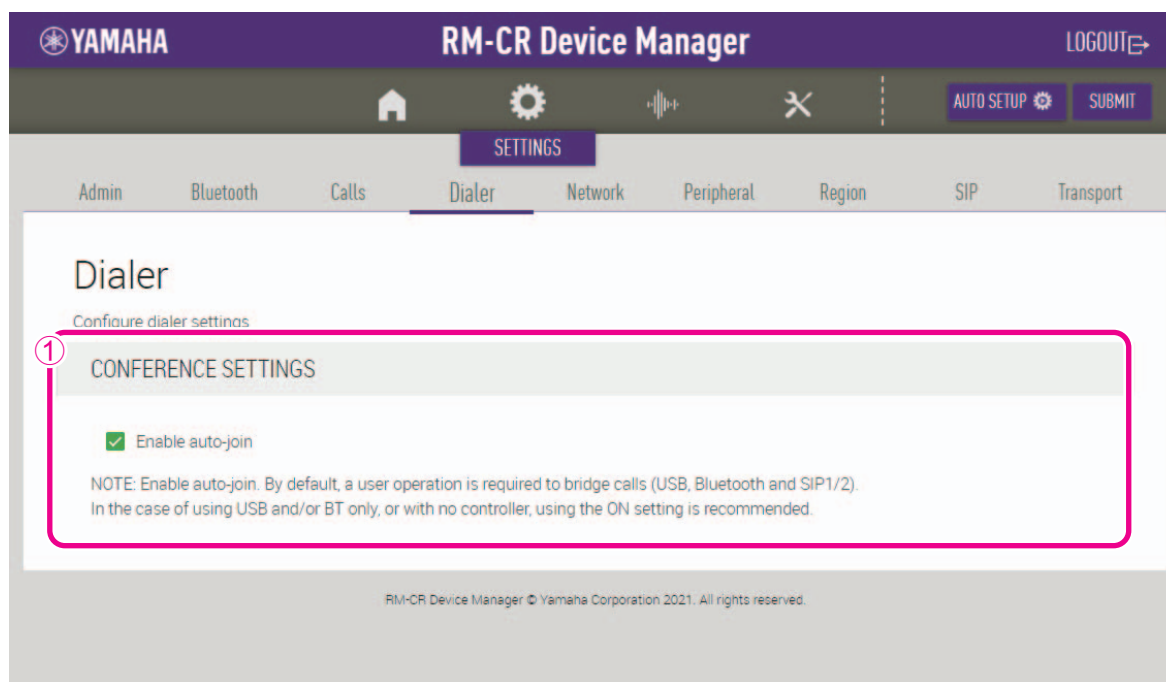 YAMAHA RM-CR Device Manager LOGOUT
AUTO SETUP SUBMIT
SETTINGS
Admin Bluetooth Calls Dialer Network Peripheral Region SIP Transport
Dialer
Configure dialer settings
①
CONFERENCE SETTINGS
Enable auto-join
NOTE: Enable auto-join. By default, a user operation is required to bridge calls (USB, Bluetooth and SIP1/2).
In the case of using USB and/or BT only, or with no controller, using the ON setting is recommended.
RM-CR Device Manager © Yamaha Corporation 2021. All rights reserved.